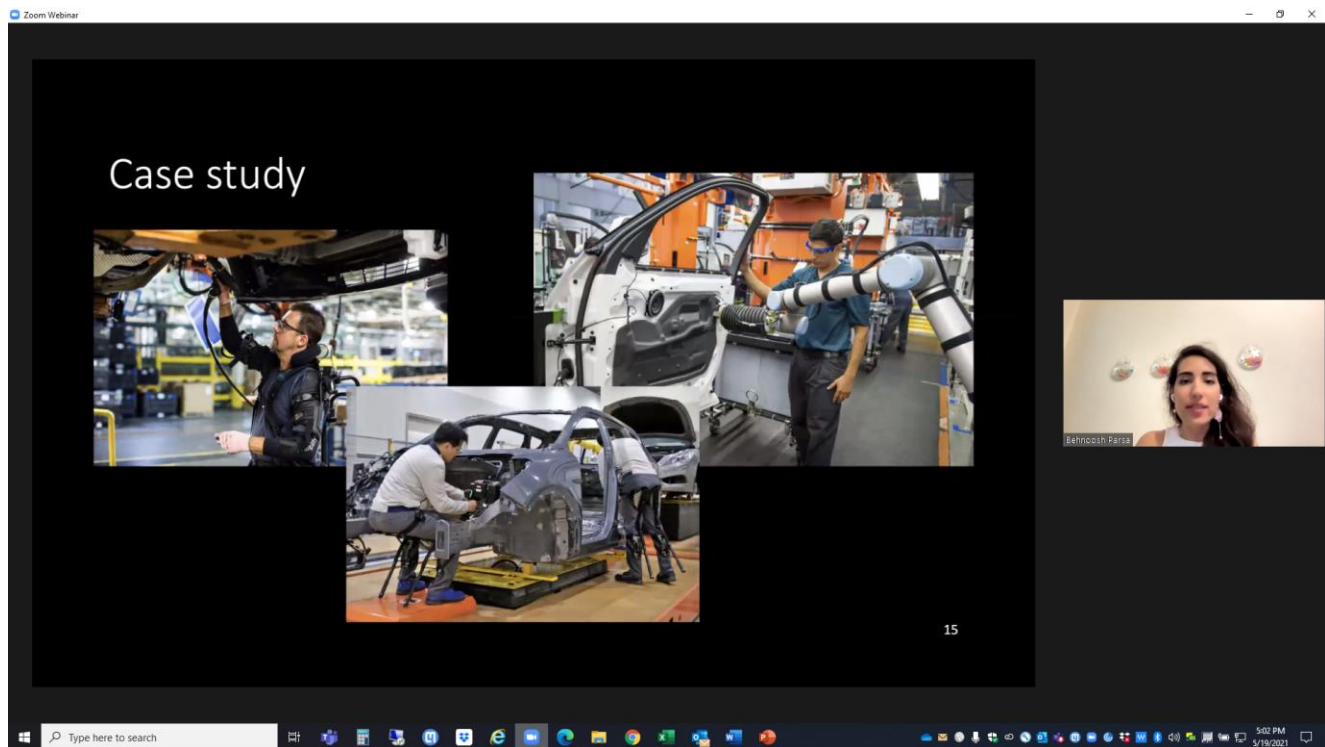 Zoom Webinar
Case study
Behnoosh Parsa
15
Type here to search
5:02 PM
5/19/2021